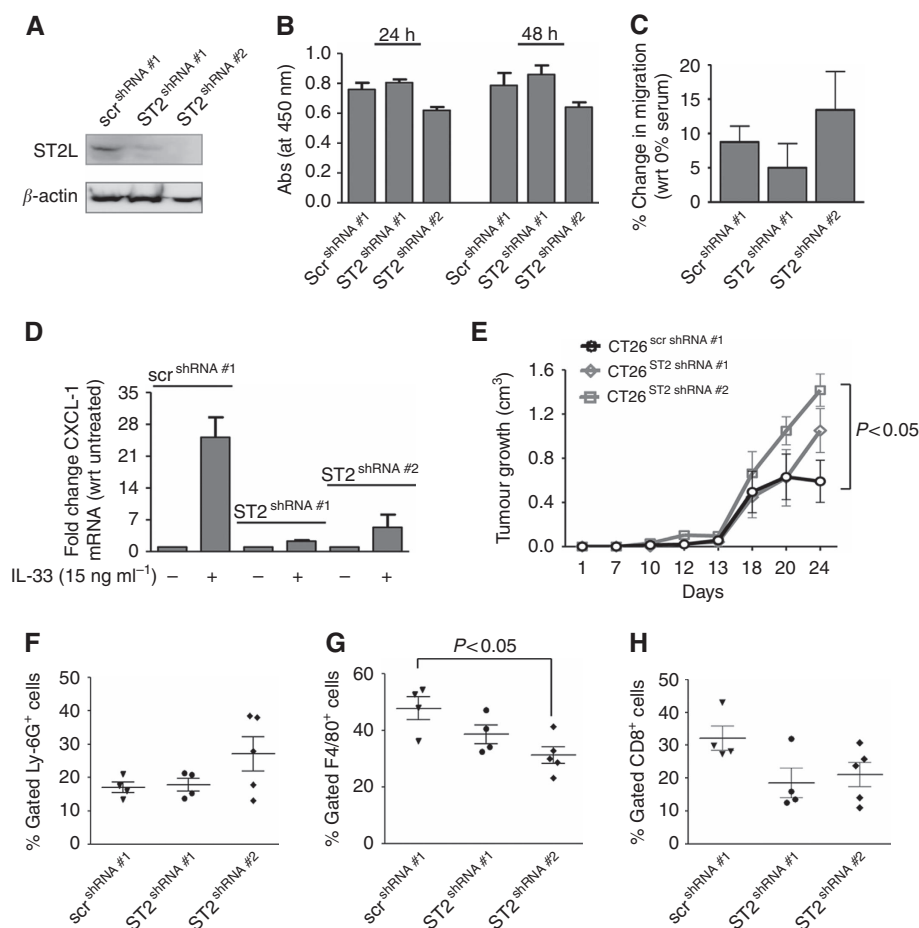 A
scr shRNA #1
ST2 shRNA #1
ST2 shRNA #2
ST2L
β-actin
B
24 h
48 h
Abs (at 450 nm)
1.0
0.8
0.6
0.4
0.2
0.0
Scr shRNA #1
ST2 shRNA #1
ST2 shRNA #2
Scr shRNA #1
ST2 shRNA #1
ST2 shRNA #2
C
% Change in migration
(wrt 0% serum)
20
15
10
5
0
Scr shRNA #1
ST2 shRNA #1
ST2 shRNA #2
D
Fold change CXCL-1
mRNA (wrt untreated)
35
28
21
14
7
0
scr shRNA #1
ST2 shRNA #1
ST2 shRNA #2
IL-33 (15 ng ml⁻¹) – + – + – +
E
CT26 scr shRNA #1
CT26 ST2 shRNA #1
CT26 ST2 shRNA #2
Tumour growth (cm³)
1.6
1.2
0.6
0.4
0.0
P<0.05
1 7 10 12 13 18 20 24
Days
F
% Gated Ly-6G⁺ cells
50
40
30
20
10
0
scr shRNA #1
ST2 shRNA #1
ST2 shRNA #2
G
P<0.05
% Gated F4/80⁺ cells
60
40
20
0
scr shRNA #1
ST2 shRNA #1
ST2 shRNA #2
H
% Gated CD8⁺ cells
50
40
30
20
10
0
scr shRNA #1
ST2 shRNA #1
ST2 shRNA #2